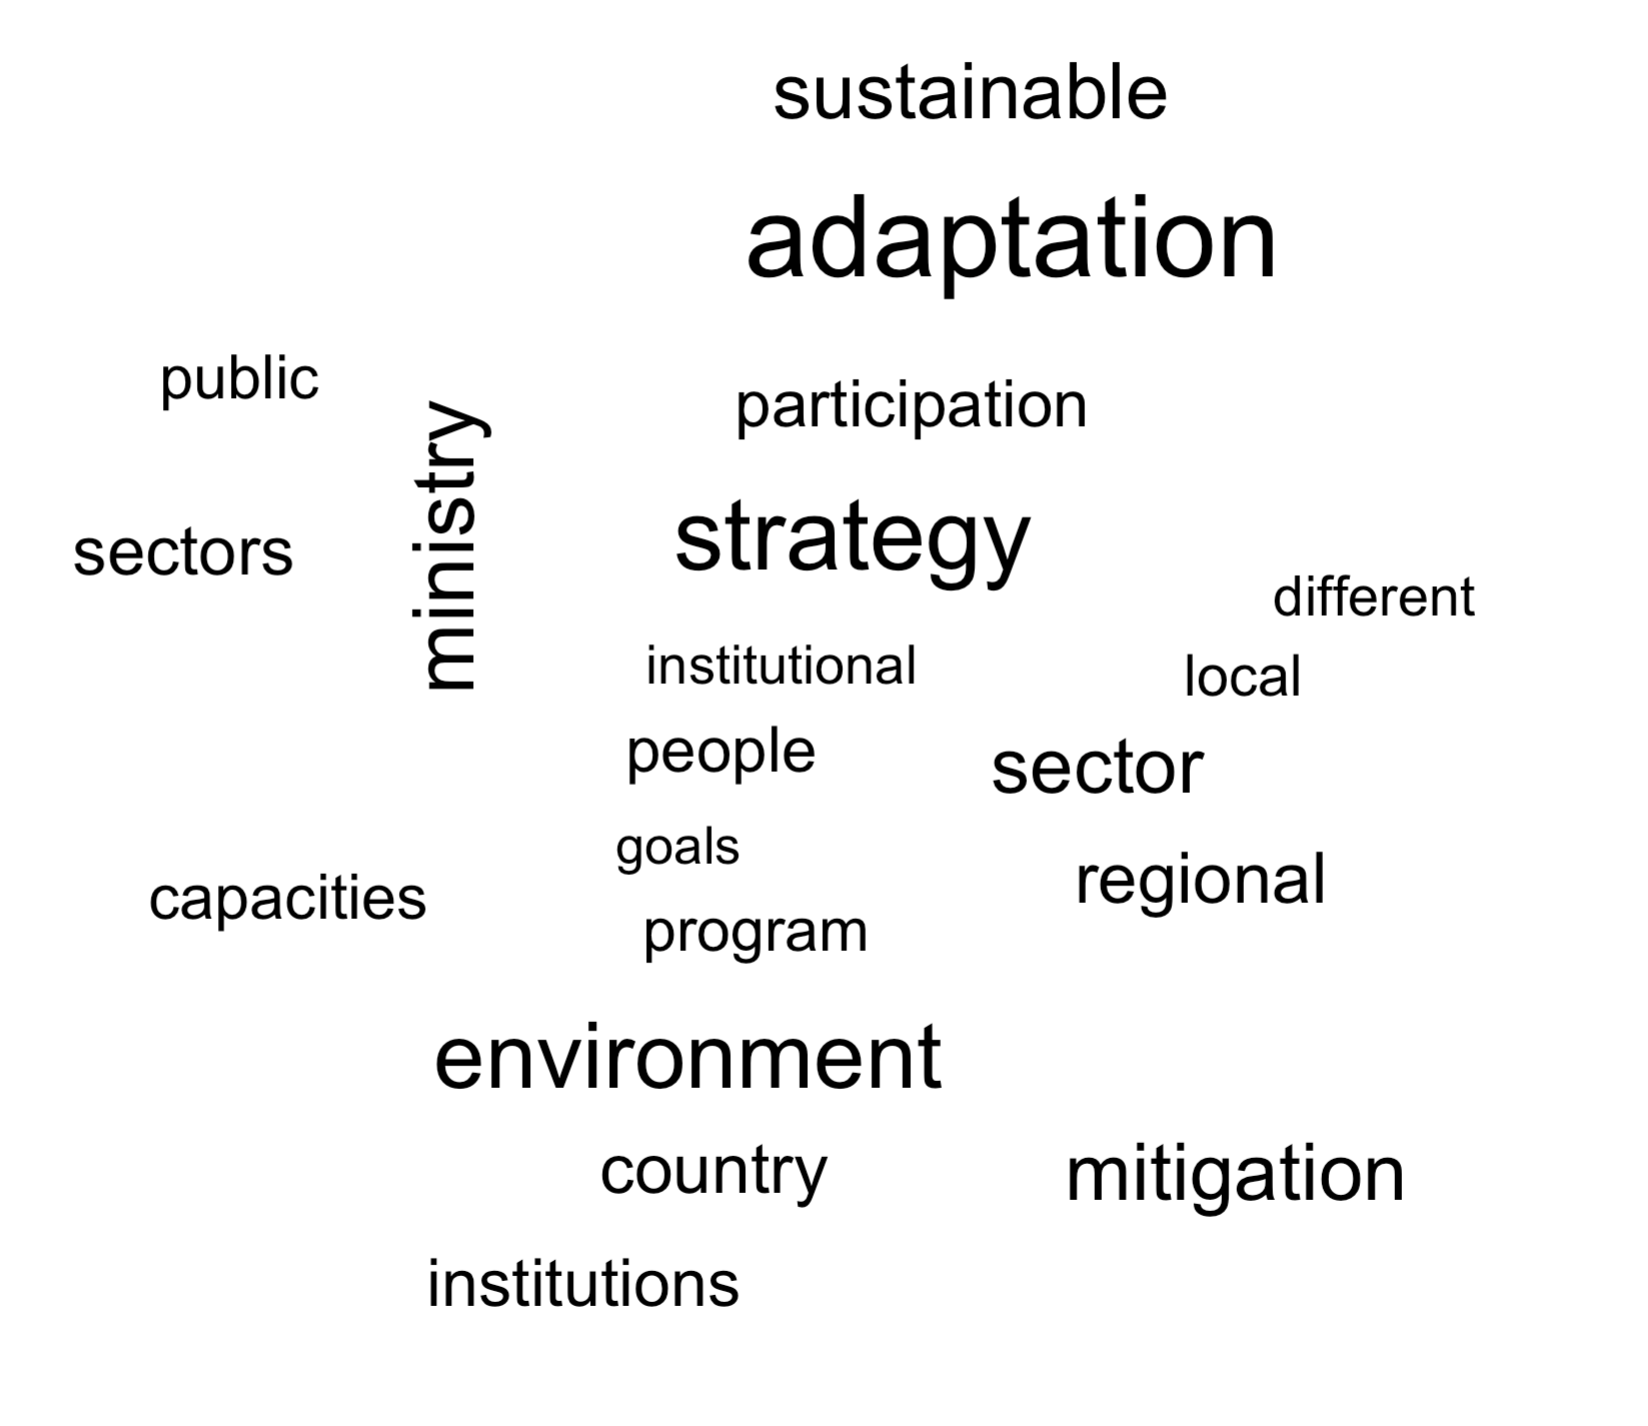 sustainable
adaptation
public
participation
ministry
strategy
sectors
different
institutional
local
people
sector
goals
regional
capacities
program
environment
country
mitigation
institutions